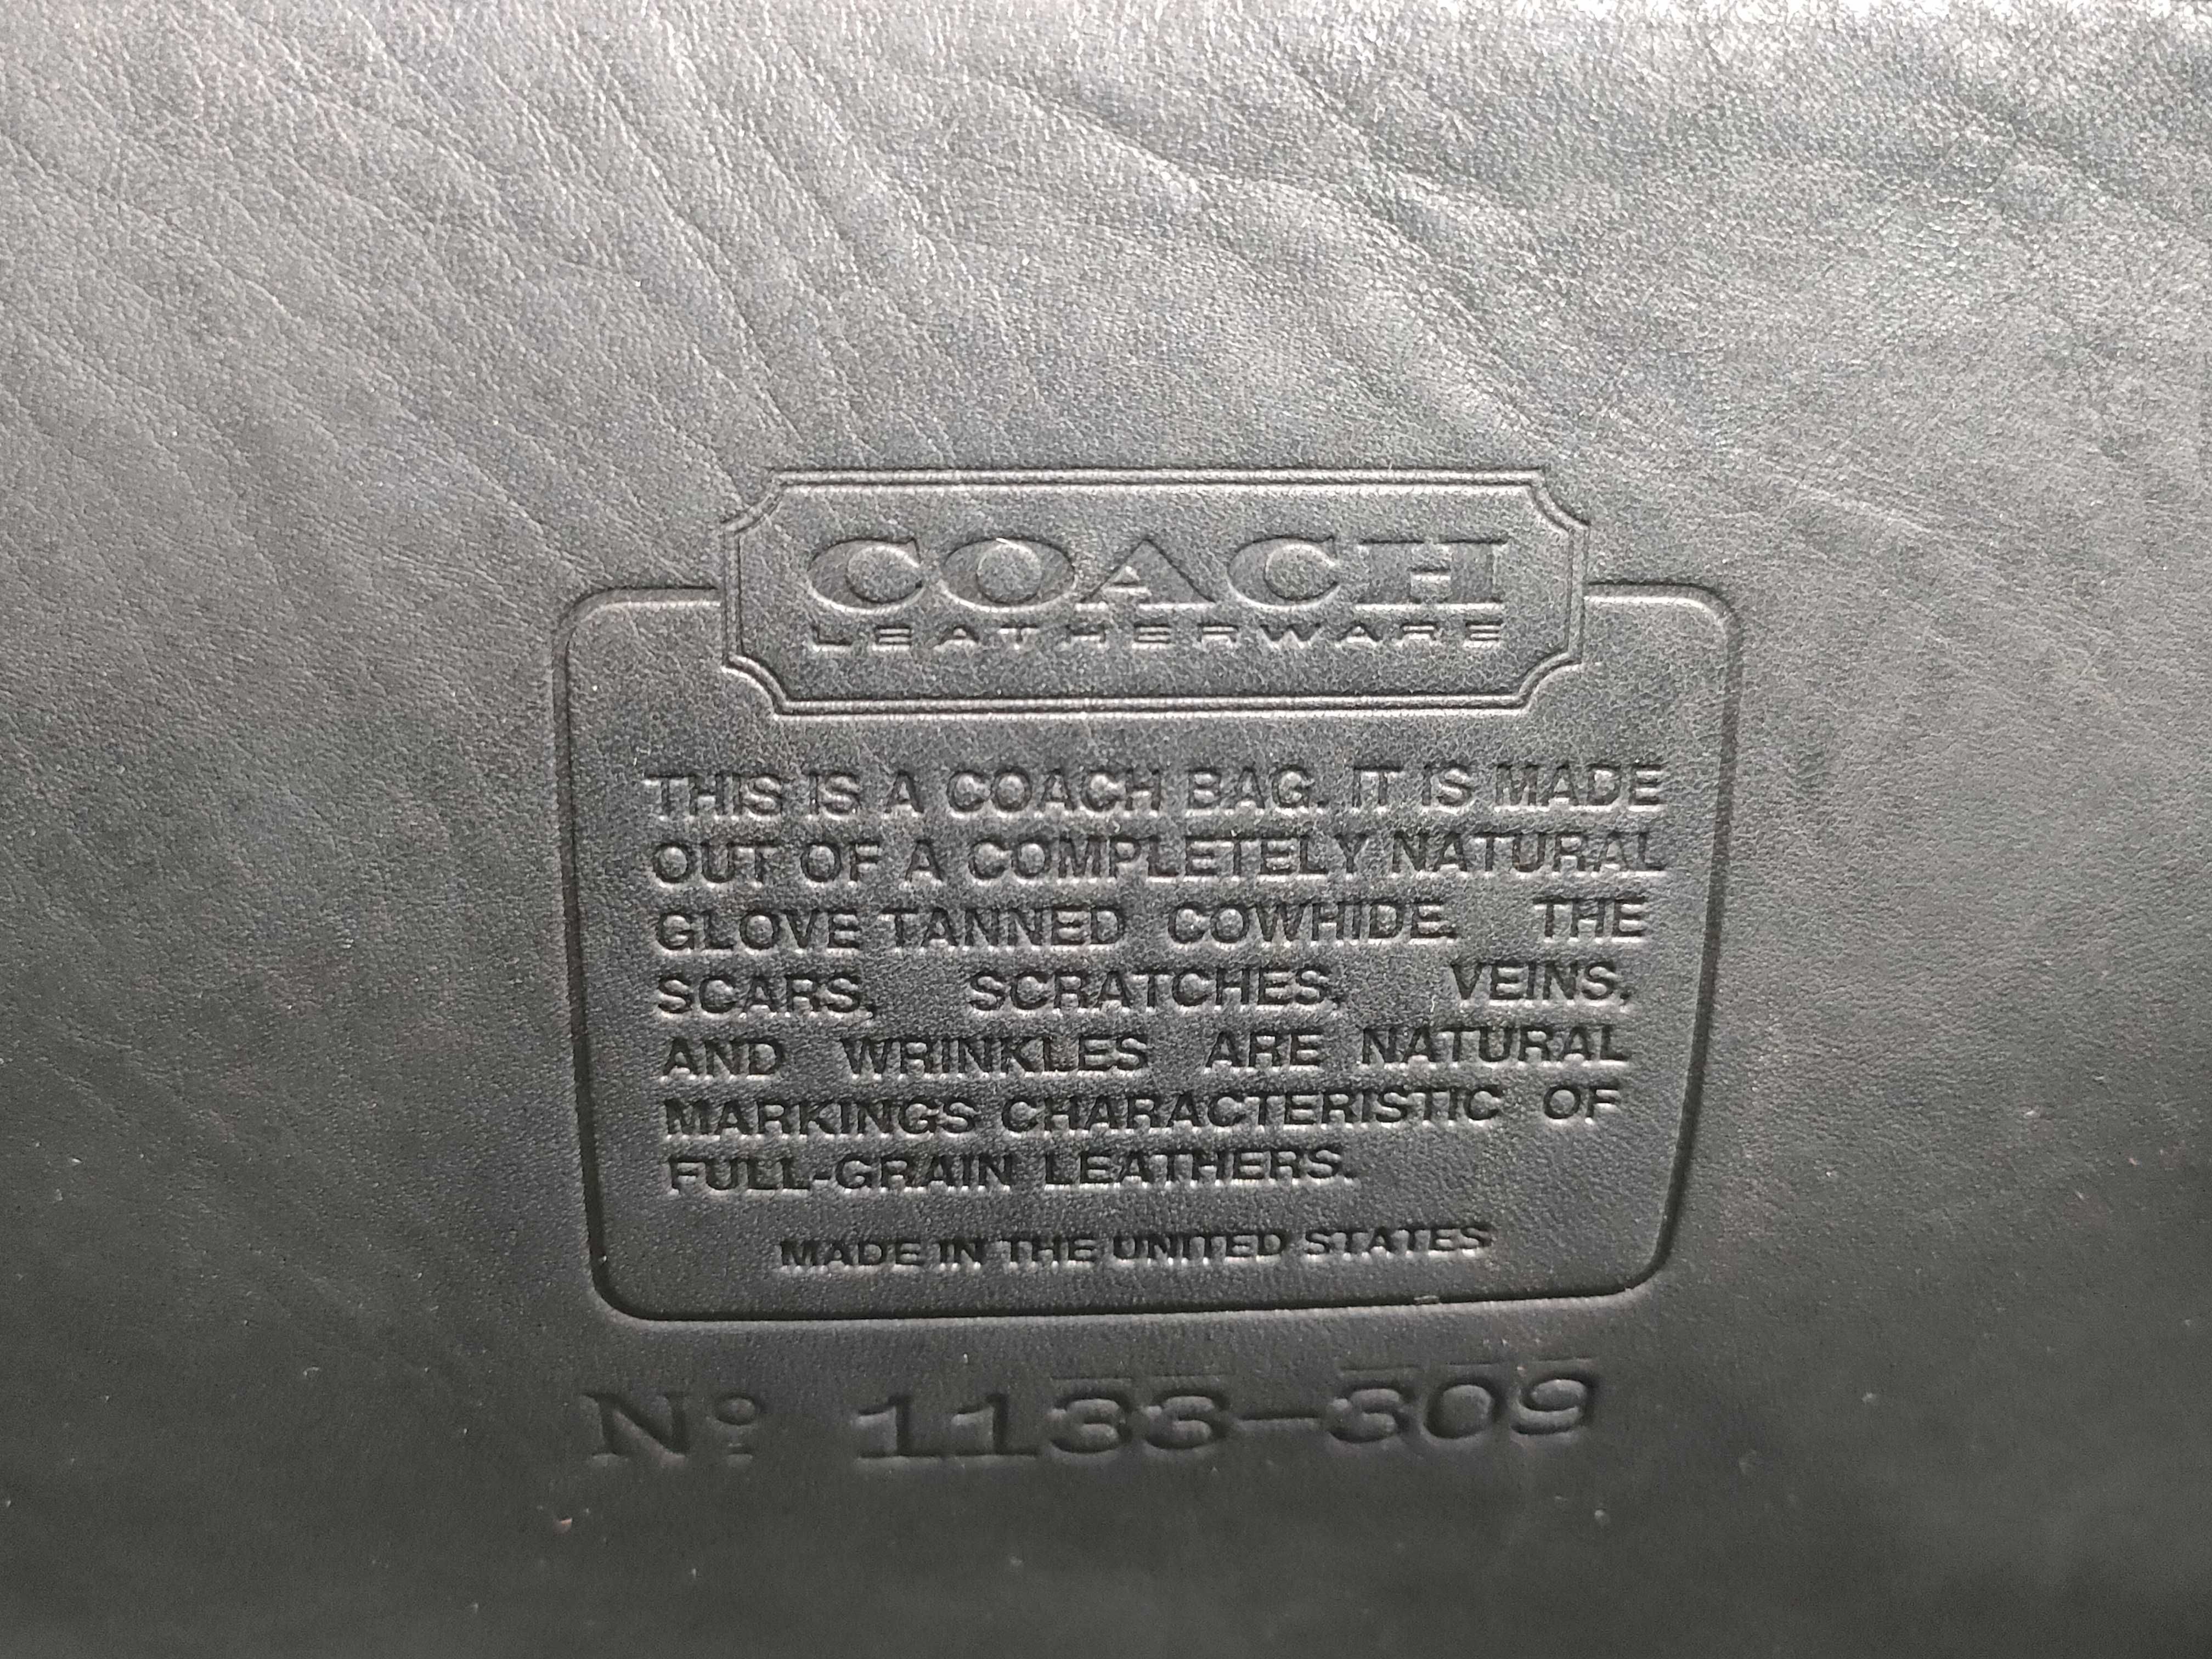 COACH
LEATHERWARE
THIS IS A COACH BAG. IT IS MADE
OUT OF A COMPLETELY NATURAL
GLOVE TANNED COWHIDE. THE
SCARS, SCRATCHES, VEINS,
AND WRINKLES ARE NATURAL
MARKINGS CHARACTERISTIC OF
FULL-GRAIN LEATHERS.
MADE IN THE UNITED STATES
Nº 1133-309